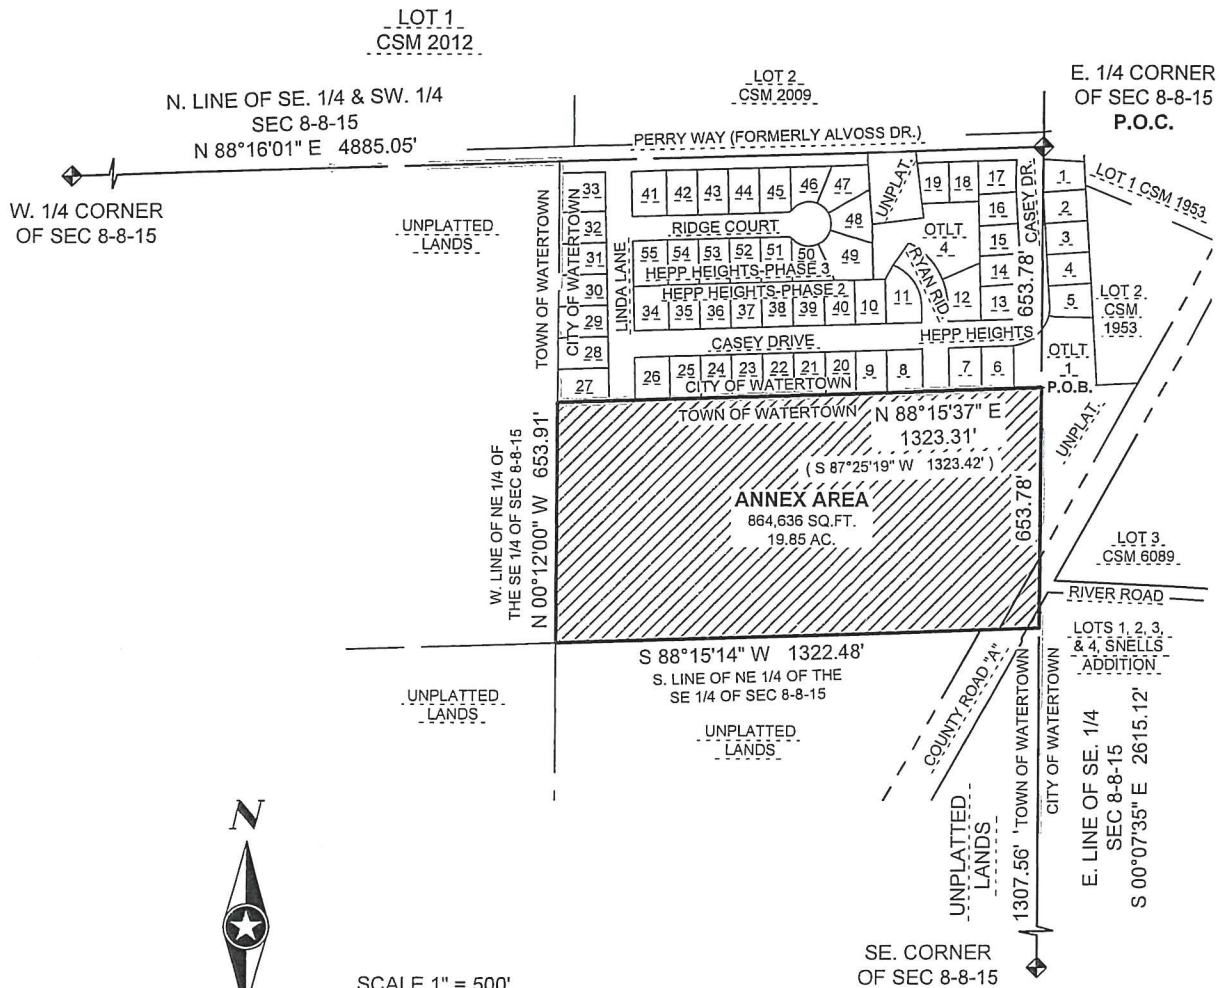 LOT 1
CSM 2012
N. LINE OF SE. 1/4 & SW. 1/4
SEC 8-8-15
N 88°16'01" E 4885.05'
LOT 2
CSM 2009
E. 1/4 CORNER
OF SEC 8-8-15
P.O.C.
PERRY WAY (FORMERLY ALVOSS DR.)
W. 1/4 CORNER
OF SEC 8-8-15
UNPLATTED
LANDS
TOWN OF WATERTOWN
CITY OF WATERTOWN
33
32
31
30
29
28
27
LINDA LANE
41 42 43 44 45 46 47
48
49
UNPLAT.
19 18 17
16
15
14
13
OTLT
4
RYAN RID.
12
CASEY DR.
653.78'
1
2
3
4
5
LOT 1 CSM 1953
LOT 2
CSM
1953
RIDGE COURT
55 54 53 52 51 50
HEPP HEIGHTS-PHASE 3
HEPP HEIGHTS-PHASE 2
34 35 36 37 38 39 40 10 11
CASEY DRIVE
HEPP HEIGHTS
26 25 24 23 22 21 20 9 8 7 6
CITY OF WATERTOWN
OTLT
1
P.O.B.
UNPLAT.
TOWN OF WATERTOWN
N 88°15'37" E
1323.31'
( S 87°25'19" W 1323.42' )
ANNEX AREA
864,636 SQ.FT.
19.85 AC.
653.78'
W. LINE OF NE 1/4 OF
THE SE 1/4 OF SEC 8-8-15
N 00°12'00" W 653.91'
LOT 3
CSM 6089
RIVER ROAD
S 88°15'14" W 1322.48'
S. LINE OF NE 1/4 OF THE
SE 1/4 OF SEC 8-8-15
LOTS 1, 2, 3,
& 4, SNELLS
ADDITION
UNPLATTED
LANDS
UNPLATTED
LANDS
COUNTY ROAD "A"
UNPLATTED
LANDS
1307.56'
TOWN OF WATERTOWN
CITY OF WATERTOWN
E. LINE OF SE. 1/4
SEC 8-8-15
S 00°07'35" E 2615.12'
N
SE. CORNER
OF SEC 8-8-15
SCALE 1" = 500'